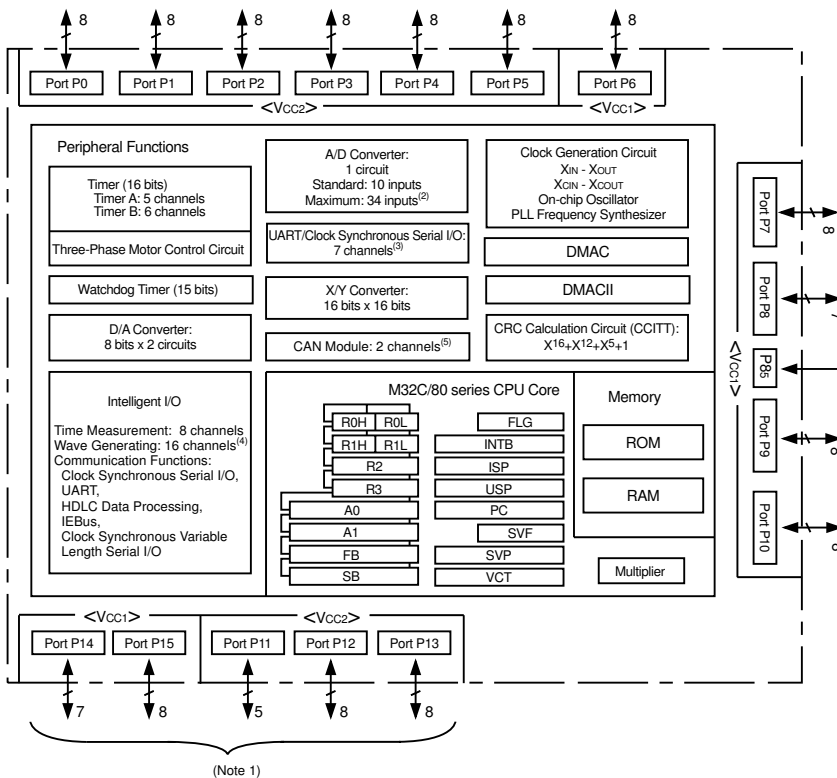 8 8 8 8 8 8 8
Port P0 Port P1 Port P2 Port P3 Port P4 Port P5 Port P6
<VCC2> <VCC1>
Peripheral Functions
Timer (16 bits)
Timer A: 5 channels
Timer B: 6 channels
Three-Phase Motor Control Circuit
Watchdog Timer (15 bits)
D/A Converter:
8 bits x 2 circuits
A/D Converter:
1 circuit
Standard: 10 inputs
Maximum: 34 inputs(2)
UART/Clock Synchronous Serial I/O:
7 channels(3)
X/Y Converter:
16 bits x 16 bits
CAN Module: 2 channels(5)
Clock Generation Circuit
XIN - XOUT
XCIN - XCOUT
On-chip Oscillator
PLL Frequency Synthesizer
DMAC
DMACII
CRC Calculation Circuit (CCITT):
X16+X12+X5+1
Intelligent I/O
Time Measurement: 8 channels
Wave Generating: 16 channels(4)
Communication Functions:
Clock Synchronous Serial I/O,
UART,
HDLC Data Processing,
IEBus,
Clock Synchronous Variable
Length Serial I/O
M32C/80 series CPU Core
R0H R0L
R1H R1L
R2
R3
A0
A1
FB
SB
FLG
INTB
ISP
USP
PC
SVF
SVP
VCT
Memory
ROM
RAM
Multiplier
<VCC1>
Port P7
8
Port P8
7
P85
Port P9
8
Port P10
8
<VCC1> <VCC2>
Port P14 Port P15 Port P11 Port P12 Port P13
7 8 5 8 8
(Note 1)